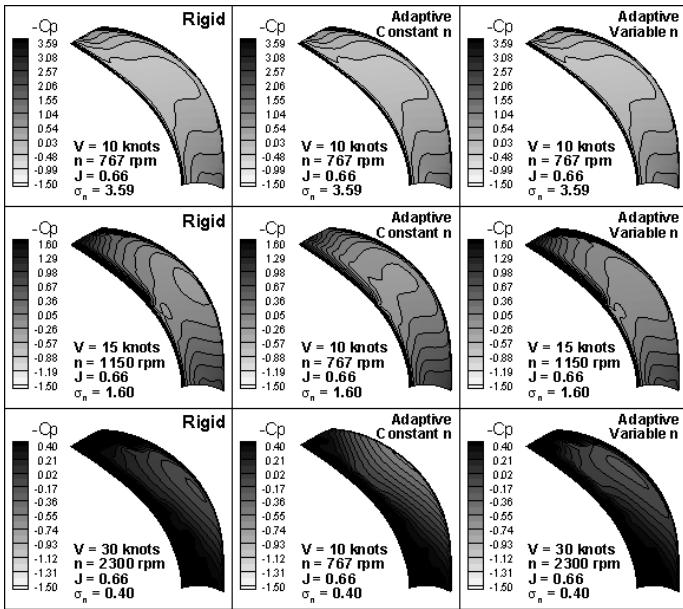 Rigid
-Cp
3.59
3.08
2.57
2.06
1.55
1.04
0.54
0.03
-0.48
-0.99
-1.50
V = 10 knots
n = 767 rpm
J = 0.66
σn = 3.59
Adaptive
Constant n
-Cp
3.59
3.08
2.57
2.06
1.55
1.04
0.54
0.03
-0.48
-0.99
-1.50
V = 10 knots
n = 767 rpm
J = 0.66
σn = 3.59
Adaptive
Variable n
-Cp
3.59
3.08
2.57
2.06
1.55
1.04
0.54
0.03
-0.48
-0.99
-1.50
V = 10 knots
n = 767 rpm
J = 0.66
σn = 3.59
Rigid
-Cp
1.60
1.29
0.98
0.67
0.36
0.05
-0.26
-0.57
-0.88
-1.19
-1.50
V = 15 knots
n = 1150 rpm
J = 0.66
σn = 1.60
Adaptive
Constant n
-Cp
1.60
1.29
0.98
0.67
0.36
0.05
-0.26
-0.57
-0.88
-1.19
-1.50
V = 10 knots
n = 767 rpm
J = 0.66
σn = 1.60
Adaptive
Variable n
-Cp
1.60
1.29
0.98
0.67
0.36
0.05
-0.26
-0.57
-0.88
-1.19
-1.50
V = 15 knots
n = 1150 rpm
J = 0.66
σn = 1.60
Rigid
-Cp
0.40
0.21
0.02
-0.17
-0.36
-0.55
-0.74
-0.93
-1.12
-1.31
-1.50
V = 30 knots
n = 2300 rpm
J = 0.66
σn = 0.40
Adaptive
Constant n
-Cp
0.40
0.21
0.02
-0.17
-0.36
-0.55
-0.74
-0.93
-1.12
-1.31
-1.50
V = 10 knots
n = 767 rpm
J = 0.66
σn = 0.40
Adaptive
Variable n
-Cp
0.40
0.21
0.02
-0.17
-0.36
-0.55
-0.74
-0.93
-1.12
-1.31
-1.50
V = 30 knots
n = 2300 rpm
J = 0.66
σn = 0.40